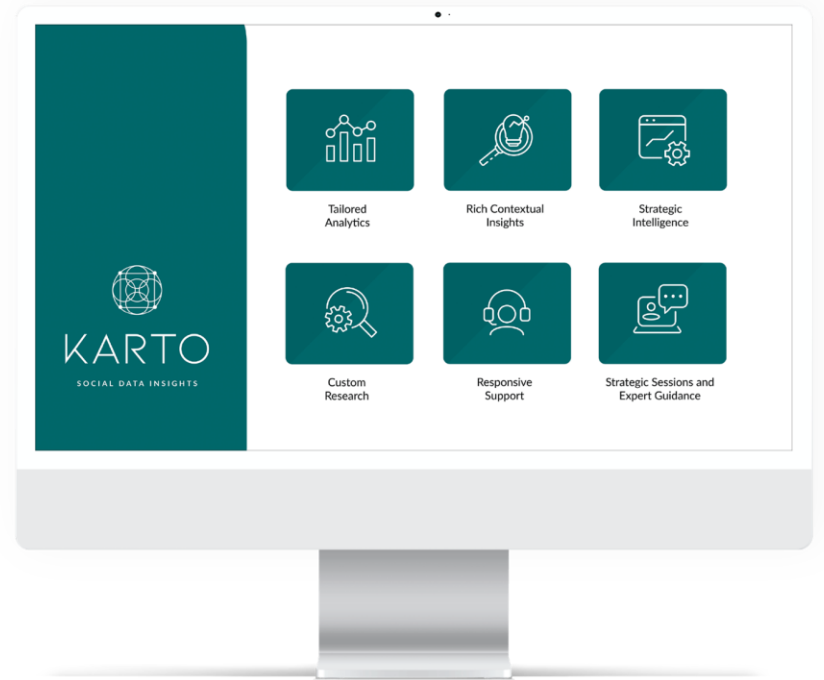 KARTO
SOCIAL DATA INSIGHTS
Tailored
Analytics
Rich Contextual
Insights
Strategic
Intelligence
Custom
Research
Responsive
Support
Strategic Sessions and
Expert Guidance